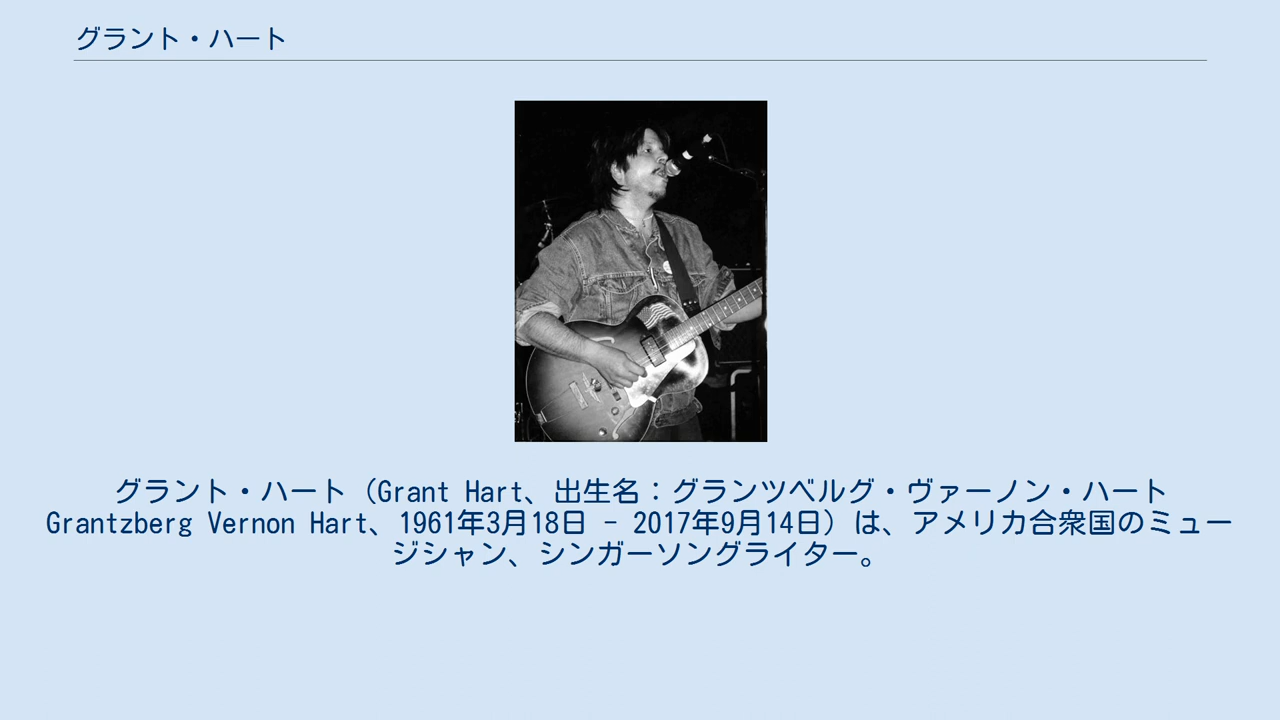 グラント・ハート
グラント・ハート（Grant Hart、出生名：グランツベルグ・ヴァーノン・ハート
Grantzberg Vernon Hart、1961年3月18日 - 2017年9月14日）は、アメリカ合衆国のミュー
ジシャン、シンガーソングライター。